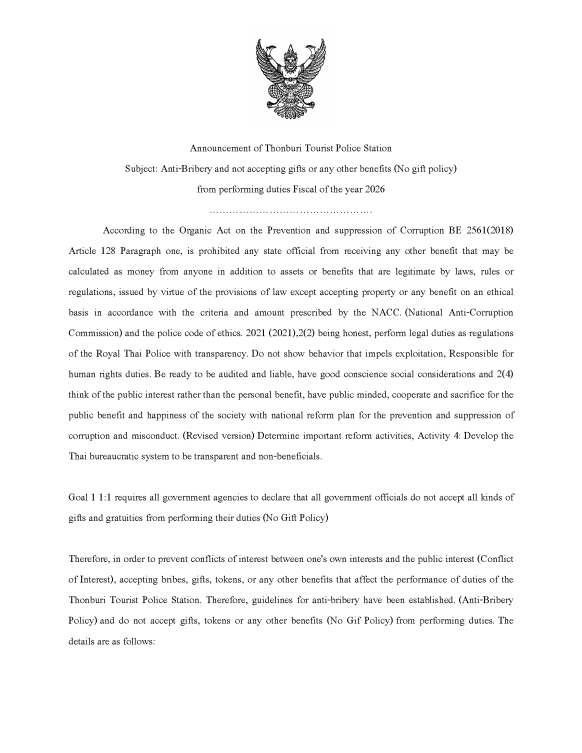 Announcement of Thonburi Tourist Police Station
Subject: Anti-Bribery and not accepting gifts or any other benefits (No gift policy)
from performing duties Fiscal of the year 2026
………………………………………….
According to the Organic Act on the Prevention and suppression of Corruption BE 2561(2018)
Article 128 Paragraph one, is prohibited any state official from receiving any other benefit that may be
calculated as money from anyone in addition to assets or benefits that are legitimate by laws, rules or
regulations, issued by virtue of the provisions of law except accepting property or any benefit on an ethical
basis in accordance with the criteria and amount prescribed by the NACC. (National Anti-Corruption
Commission) and the police code of ethics. 2021 (2021),2(2) being honest, perform legal duties as regulations
of the Royal Thai Police with transparency. Do not show behavior that impels exploitation, Responsible for
human rights duties. Be ready to be audited and liable, have good conscience social considerations and 2(4)
think of the public interest rather than the personal benefit, have public minded, cooperate and sacrifice for the
public benefit and happiness of the society with national reform plan for the prevention and suppression of
corruption and misconduct. (Revised version) Determine important reform activities, Activity 4: Develop the
Thai bureaucratic system to be transparent and non-beneficials.
Goal 1 1:1 requires all government agencies to declare that all government officials do not accept all kinds of
gifts and gratuities from performing their duties (No Gift Policy)
Therefore, in order to prevent conflicts of interest between one's own interests and the public interest (Conflict
of Interest), accepting bribes, gifts, tokens, or any other benefits that affect the performance of duties of the
Thonburi Tourist Police Station. Therefore, guidelines for anti-bribery have been established. (Anti-Bribery
Policy) and do not accept gifts, tokens or any other benefits (No Gif Policy) from performing duties. The
details are as follows: